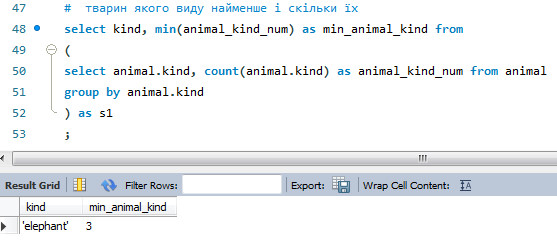 47 # тварин якого виду найменше і скільки їх
48 select kind, min(animal_kind_num) as min_animal_kind from
49 (
50 select animal.kind, count(animal.kind) as animal_kind_num from animal
51 group by animal.kind
52 ) as s1
53 ;
Result Grid Filter Rows: Export: Wrap Cell Content: IA
kind min_animal_kind
'elephant' 3